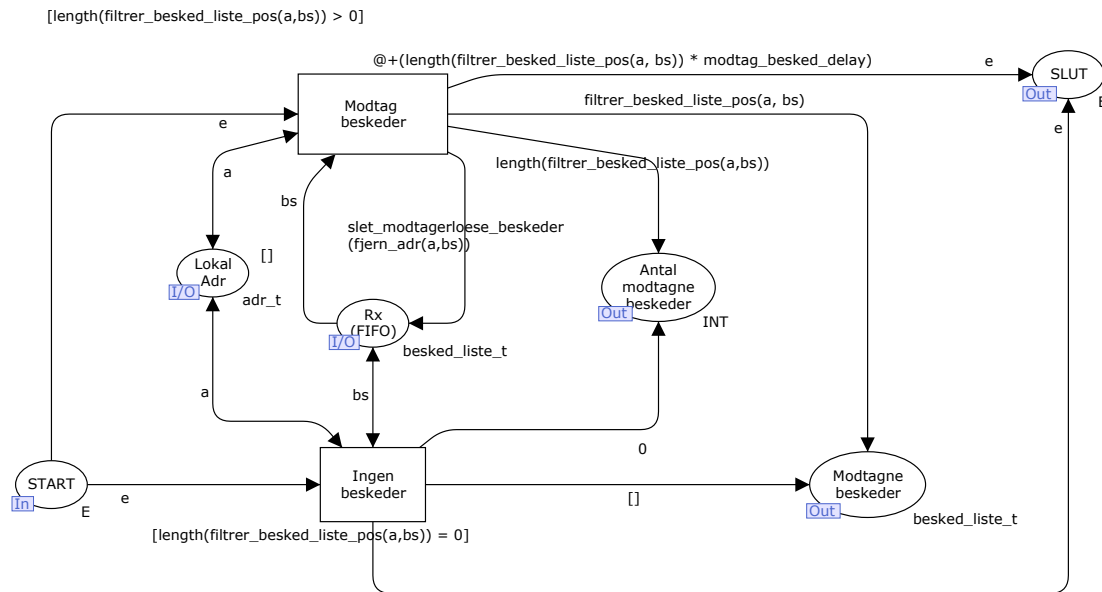 [length(filtrer_besked_liste_pos(a,bs)) > 0]
@+(length(filtrer_besked_liste_pos(a, bs)) * modtag_besked_delay)
e
SLUT
Out
E
Modtag
beskeder
filtrer_besked_liste_pos(a, bs)
e
e
length(filtrer_besked_liste_pos(a,bs))
a
bs
slet_modtagerloese_beskeder
(fjern_adr(a,bs))
[]
Lokal
Adr
I/O
adr_t
Antal
modtagne
beskeder
Out
INT
Rx
(FIFO)
I/O
besked_liste_t
a
bs
0
START
In
E
e
Ingen
beskeder
[]
Modtagne
beskeder
Out
besked_liste_t
[length(filtrer_besked_liste_pos(a,bs)) = 0]